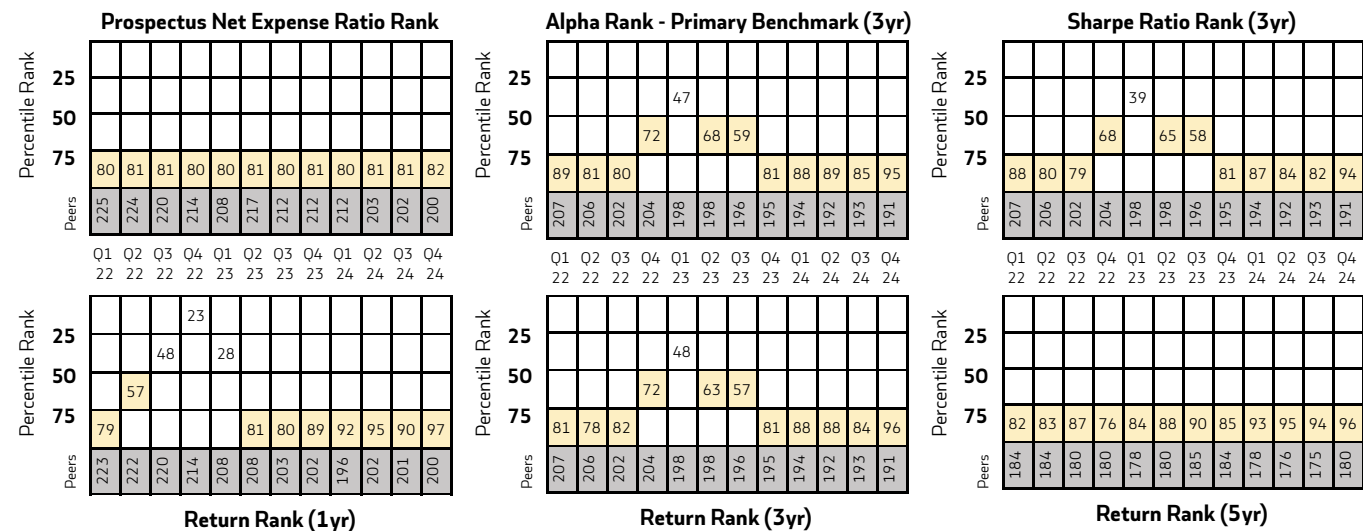 Prospectus Net Expense Ratio Rank
Percentile Rank
25
50
75
80 81 81 80 80 81 80 81 80 81 81 82
Peers
225 224 220 214 208 217 212 212 212 203 202 200
Q1 Q2 Q3 Q4 Q1 Q2 Q3 Q4 Q1 Q2 Q3 Q4
22 22 22 22 23 23 23 23 24 24 24 24
Alpha Rank - Primary Benchmark (3yr)
Percentile Rank
25
47
50
72 68 59
75
89 81 80 81 88 89 85 95
Peers
207 206 202 204 198 198 196 195 194 192 193 191
Q1 Q2 Q3 Q4 Q1 Q2 Q3 Q4 Q1 Q2 Q3 Q4
22 22 22 22 23 23 23 23 24 24 24 24
Sharpe Ratio Rank (3yr)
Percentile Rank
25
39
50
68 65 58
75
88 80 79 81 87 84 82 94
Peers
207 206 202 204 198 198 196 195 194 192 193 191
Q1 Q2 Q3 Q4 Q1 Q2 Q3 Q4 Q1 Q2 Q3 Q4
22 22 22 22 23 23 23 23 24 24 24 24
Percentile Rank
23
25
48 28
50
57
75
79 81 80 89 92 95 90 97
Peers
223 222 220 214 208 208 203 202 196 202 201 200
Return Rank (1yr)
Percentile Rank
25
48
50
72 63 57
75
81 78 82 81 88 88 84 96
Peers
207 206 202 204 198 198 196 195 194 192 193 191
Return Rank (3yr)
Percentile Rank
25
50
75
82 83 87 76 84 88 90 85 93 95 94 96
Peers
184 184 180 180 178 180 185 184 178 176 175 180
Return Rank (5yr)